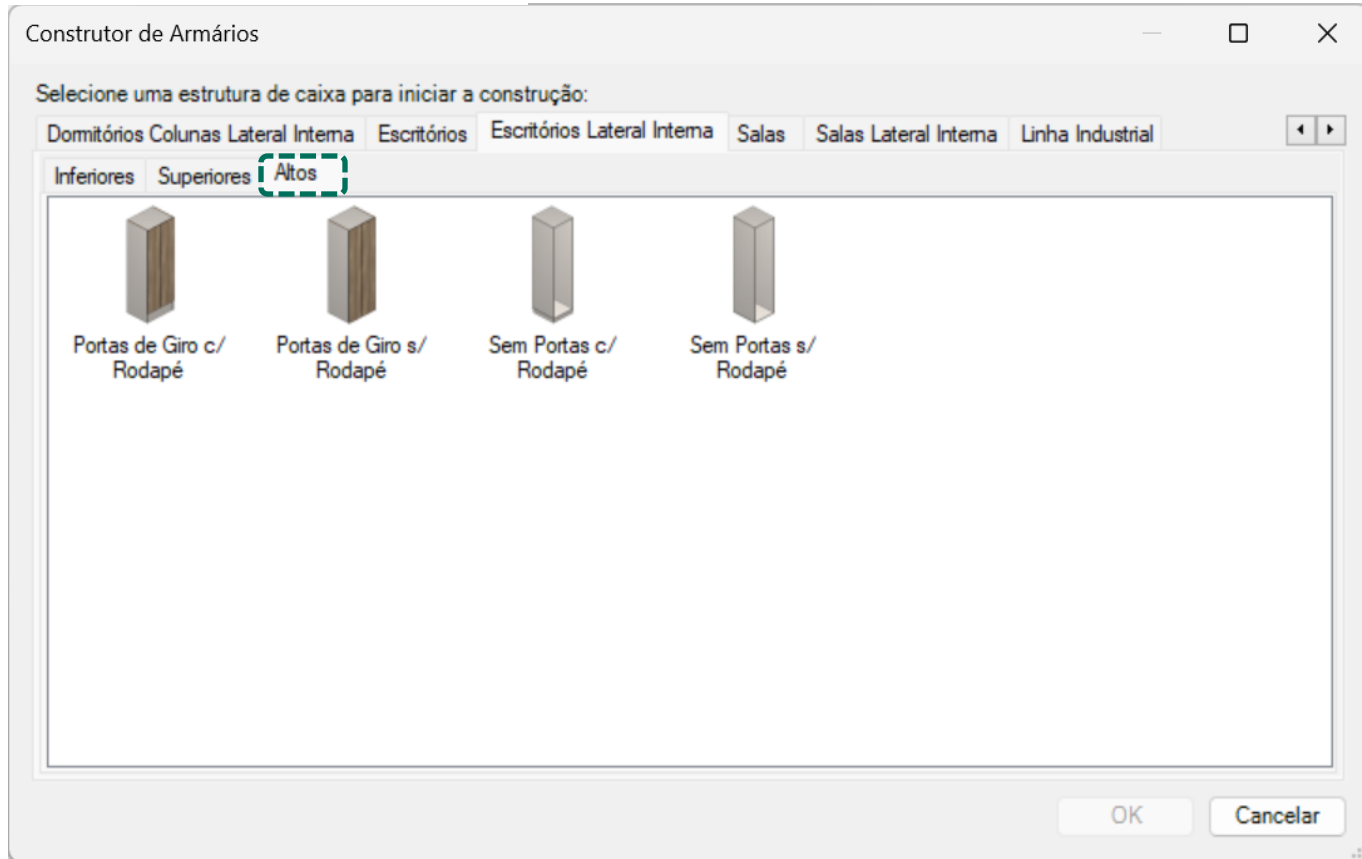 Construtor de Armários
Selecione uma estrutura de caixa para iniciar a construção:
Dormitórios Colunas Lateral Interna Escritórios Escritórios Lateral Interna Salas Salas Lateral Interna Linha Industrial
Inferiores Superiores Altos
Portas de Giro c/ Portas de Giro s/ Sem Portas c/ Sem Portas s/
Rodapé Rodapé Rodapé Rodapé
OK Cancelar